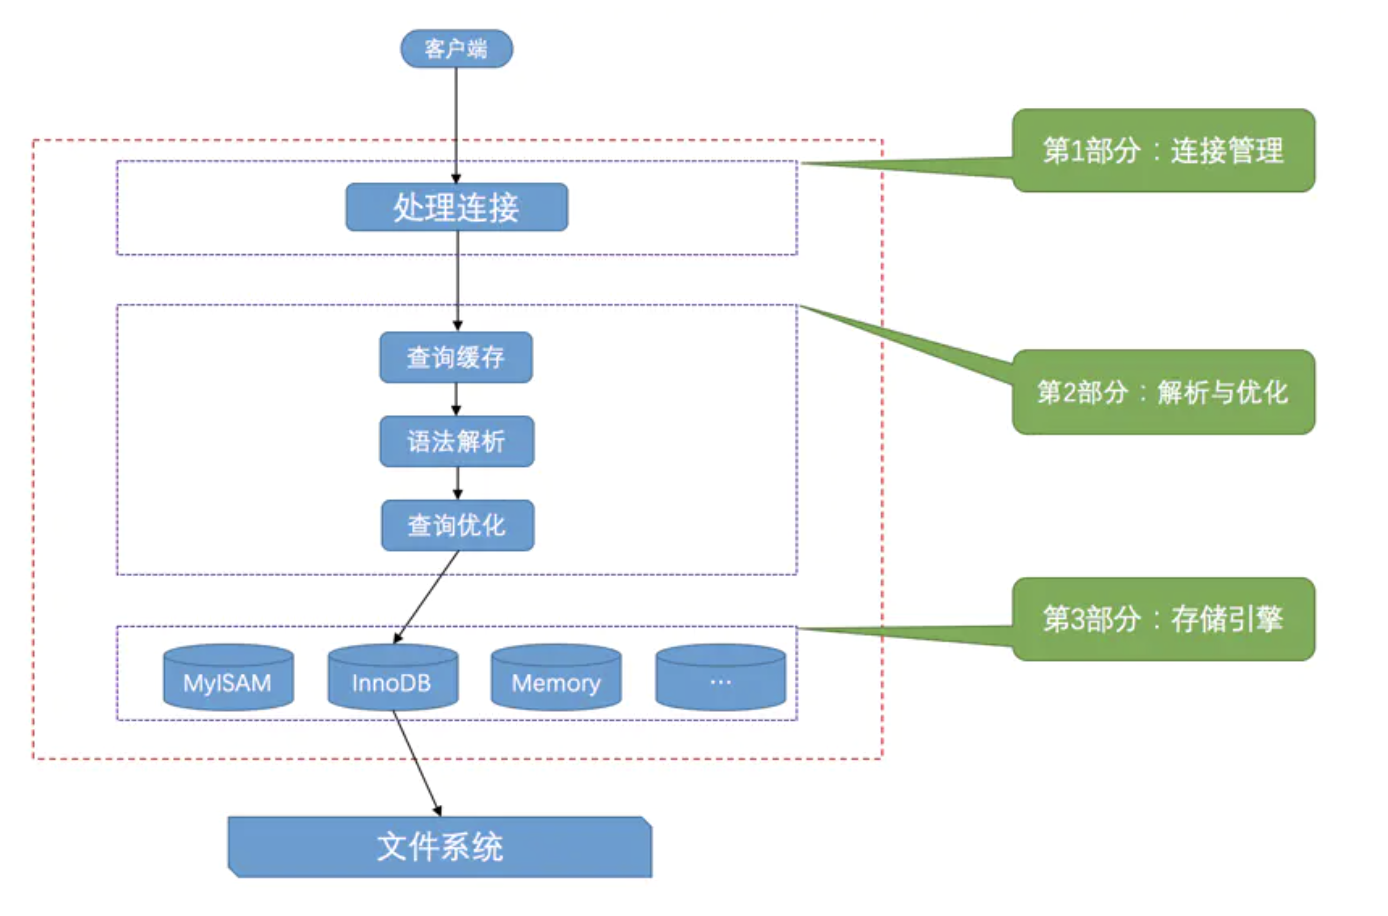 客户端
第1部分：连接管理
处理连接
查询缓存
第2部分：解析与优化
语法解析
查询优化
第3部分：存储引擎
MyISAM
InnoDB
Memory
...
文件系统